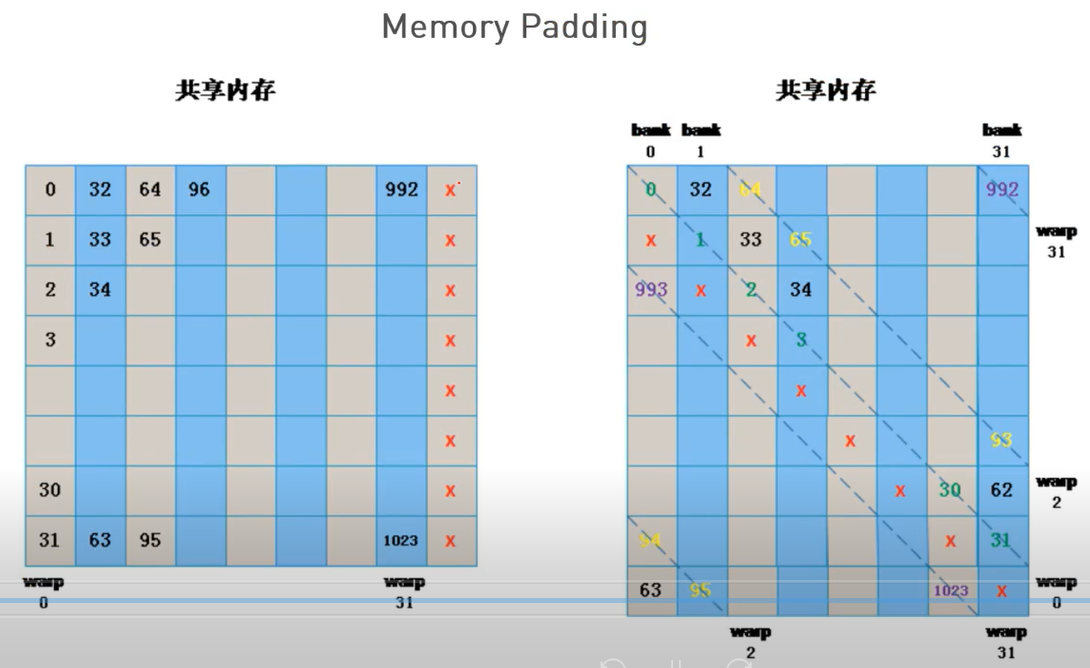 Memory Padding
共享内存
0 32 64 96 992 x
1 33 65 x
2 34 x
3 x
x
x
30 x
31 63 95 1023 x
warp warp
0 31
共享内存
bank bank bank
0 1 31
0 32 64 992
x 1 33 65 warp
31
993 x 2 34
x 3
x
x 93
x 30 62 warp
2
94 x 31
63 95 1023 x warp
0
warp warp
2 31